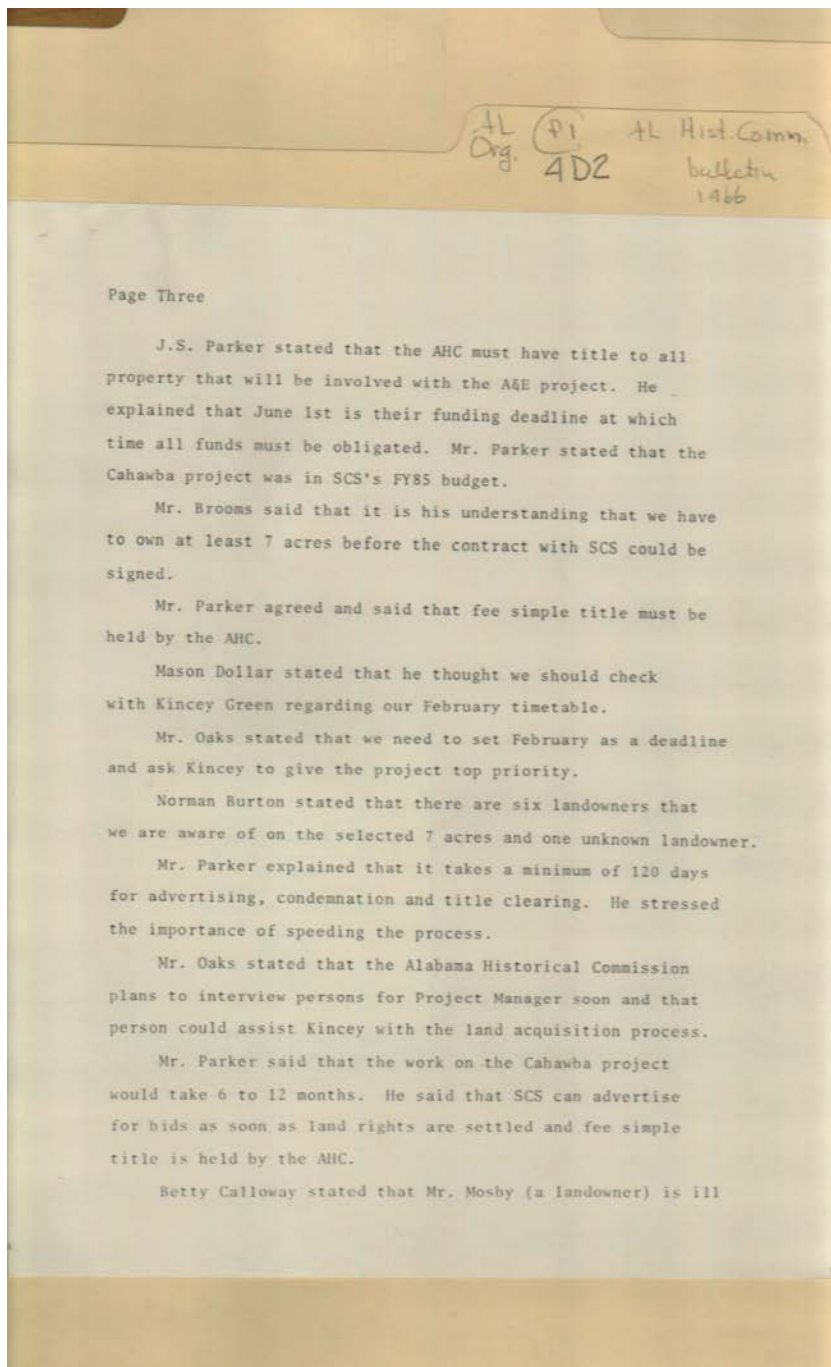 AL (f1. AL Hist. Comm.
Org. 4D2 bulletin
1966
Page Three
J.S. Parker stated that the AHC must have title to all
property that will be involved with the A&E project. He
explained that June 1st is their funding deadline at which
time all funds must be obligated. Mr. Parker stated that the
Cahawba project was in SCS's FY85 budget.
Mr. Brooms said that it is his understanding that we have
to own at least 7 acres before the contract with SCS could be
signed.
Mr. Parker agreed and said that fee simple title must be
held by the AHC.
Mason Dollar stated that he thought we should check
with Kincey Green regarding our February timetable.
Mr. Oaks stated that we need to set February as a deadline
and ask Kincey to give the project top priority.
Norman Burton stated that there are six landowners that
we are aware of on the selected 7 acres and one unknown landowner.
Mr. Parker explained that it takes a minimum of 120 days
for advertising, condemnation and title clearing. He stressed
the importance of speeding the process.
Mr. Oaks stated that the Alabama Historical Commission
plans to interview persons for Project Manager soon and that
person could assist Kincey with the land acquisition process.
Mr. Parker said that the work on the Cahawba project
would take 6 to 12 months. He said that SCS can advertise
for bids as soon as land rights are settled and fee simple
title is held by the AHC.
Betty Calloway stated that Mr. Mosby (a landowner) is ill